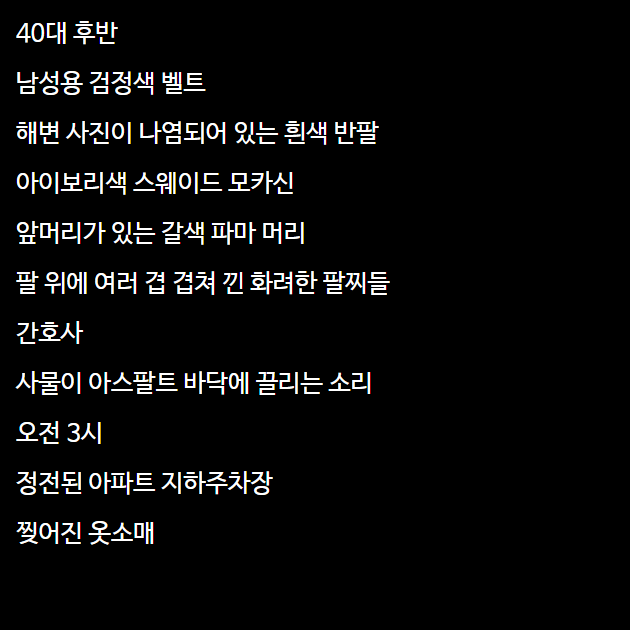 40대 후반
남성용 검정색 벨트
해변 사진이 나염되어 있는 흰색 반팔
아이보리색 스웨이드 모카신
앞머리가 있는 갈색 파마 머리
팔 위에 여러 겹 겹쳐 낀 화려한 팔찌들
간호사
사물이 아스팔트 바닥에 끌리는 소리
오전 3시
정전된 아파트 지하주차장
찢어진 옷소매